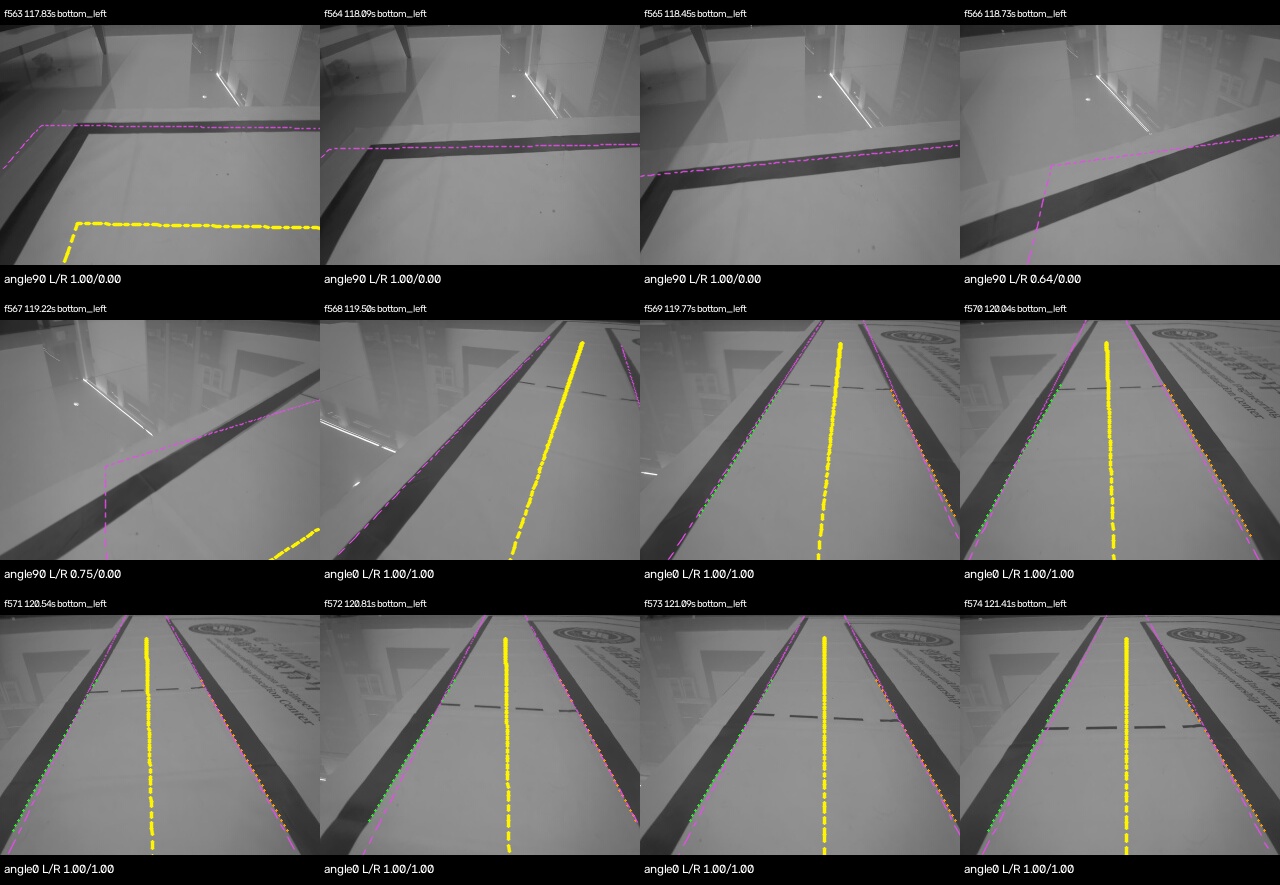 f563 117.83s bottom_left
f564 118.09s bottom_left
f565 118.45s bottom_left
f566 118.73s bottom_left
angle90 L/R 1.00/0.00
angle90 L/R 1.00/0.00
angle90 L/R 1.00/0.00
angle90 L/R 0.64/0.00
f567 119.22s bottom_left
f568 119.50s bottom_left
f569 119.77s bottom_left
f570 120.04s bottom_left
angle90 L/R 0.75/0.00
angle0 L/R 1.00/1.00
angle0 L/R 1.00/1.00
angle0 L/R 1.00/1.00
f571 120.54s bottom_left
f572 120.81s bottom_left
f573 121.09s bottom_left
f574 121.41s bottom_left
Engineering
Center
angle0 L/R 1.00/1.00
angle0 L/R 1.00/1.00
angle0 L/R 1.00/1.00
angle0 L/R 1.00/1.00